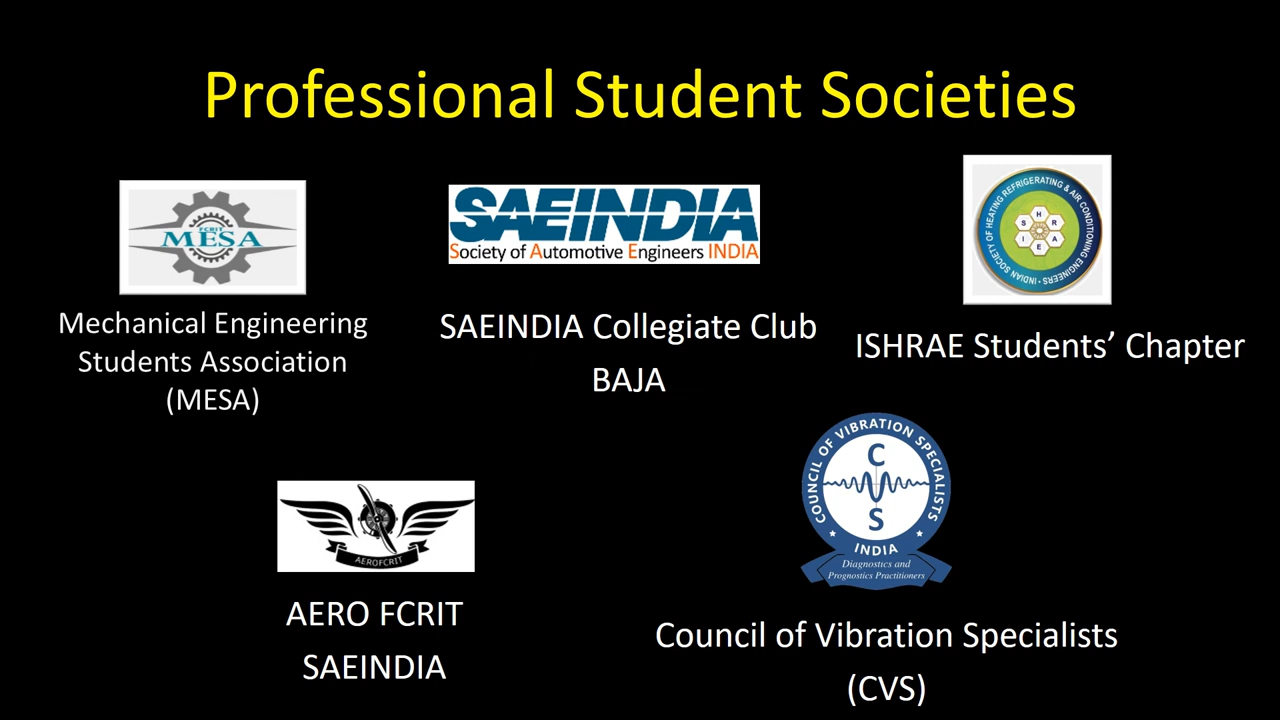 Professional Student Societies
FCRIT
MESA
Mechanical Engineering
Students Association
(MESA)
SAEINDIA
Society of Automotive Engineers INDIA
SAEINDIA Collegiate Club
BAJA
INDIAN SOCIETY OF HEATING REFRIGERATING & AIR CONDITIONING ENGINEERS
I S H R A E
ISHRAE Students’ Chapter
AEROFCRIT
AERO FCRIT
SAEINDIA
COUNCIL OF VIBRATION SPECIALISTS
C
V
S
INDIA
Diagnostics and
Prognostics Practitioners
Council of Vibration Specialists
(CVS)